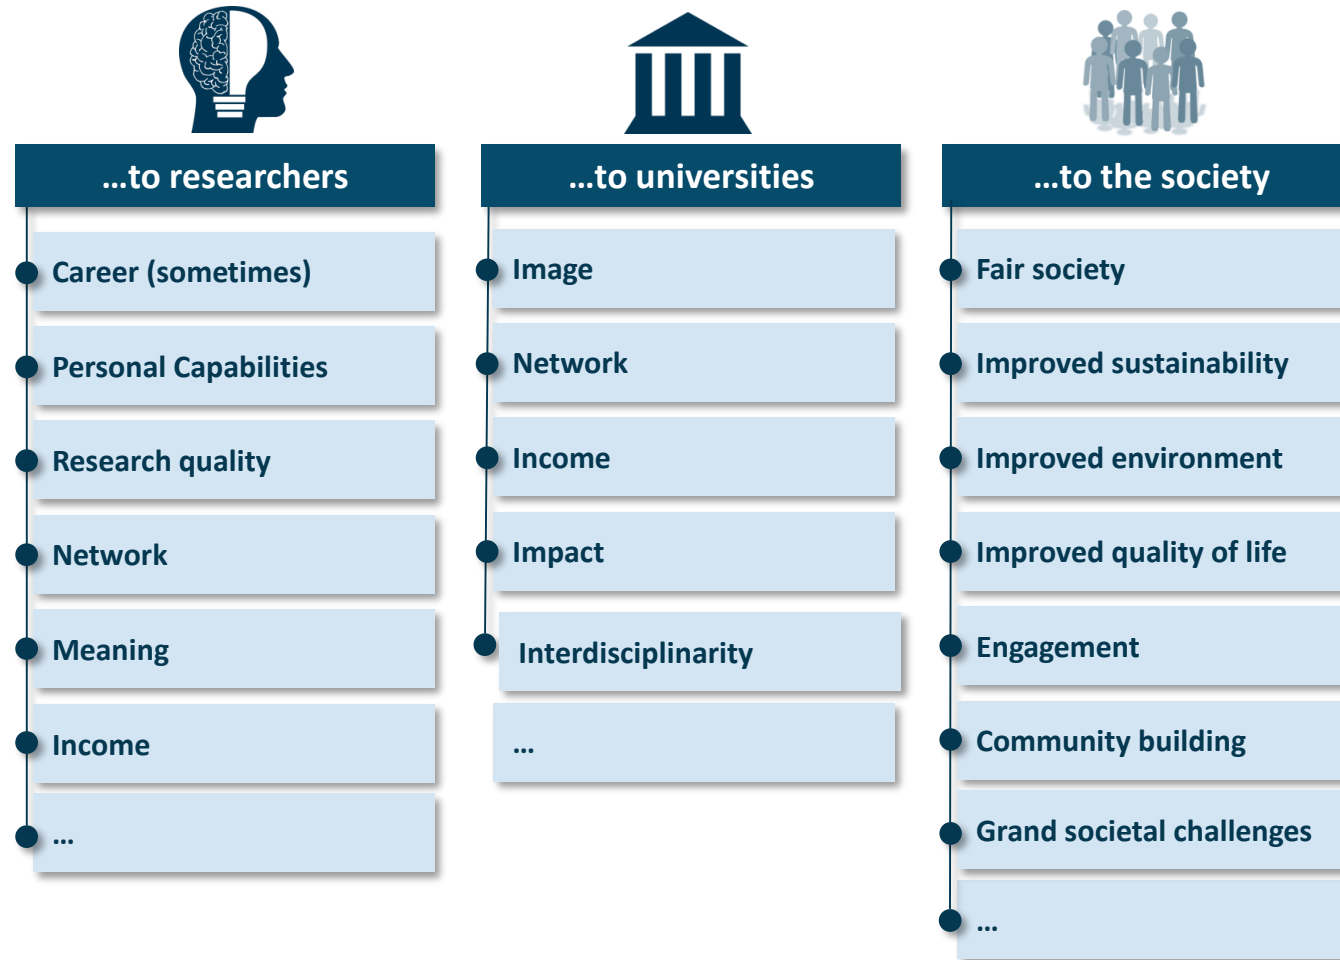 ...to researchers
Career (sometimes)
Personal Capabilities
Research quality
Network
Meaning
Income
...
...to universities
Image
Network
Income
Impact
Interdisciplinarity
...
...to the society
Fair society
Improved sustainability
Improved environment
Improved quality of life
Engagement
Community building
Grand societal challenges
...